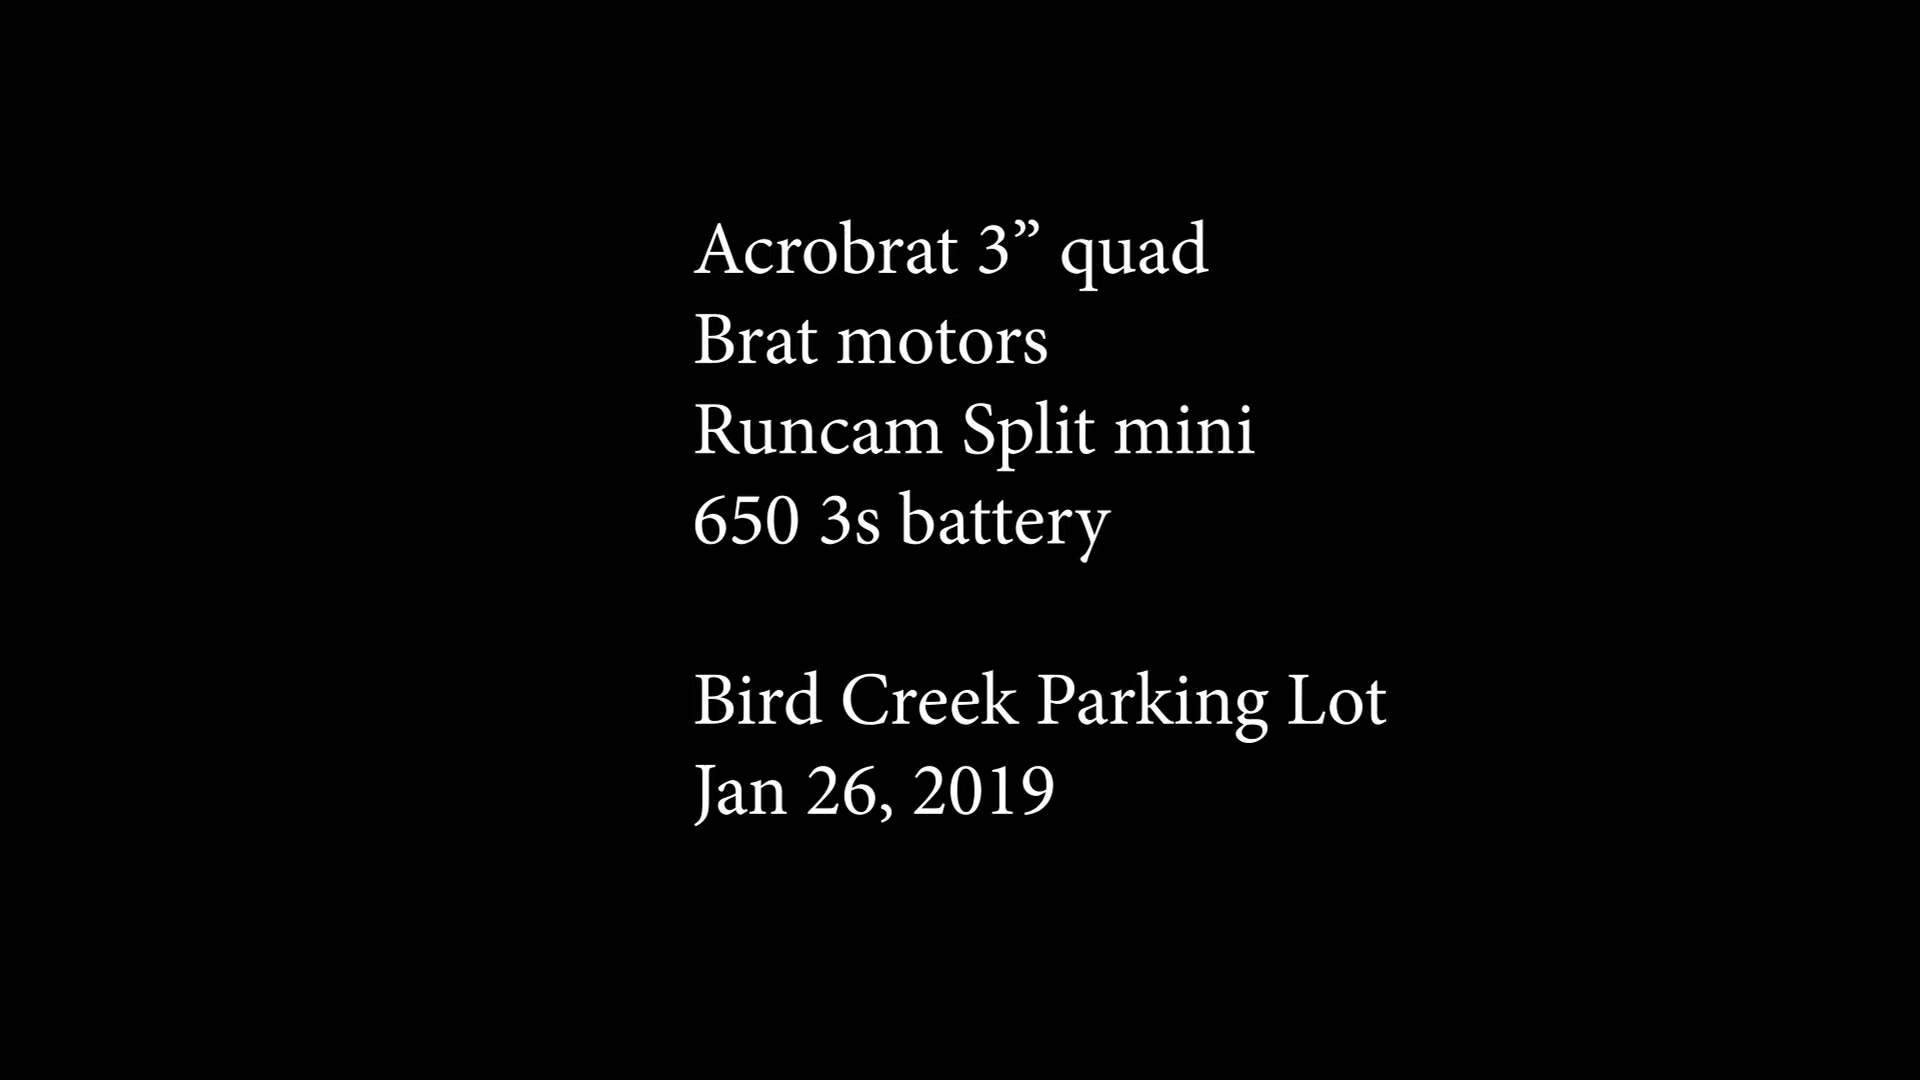 Acrobrat 3” quad
Brat motors
Runcam Split mini
650 3s battery
Bird Creek Parking Lot
Jan 26, 2019